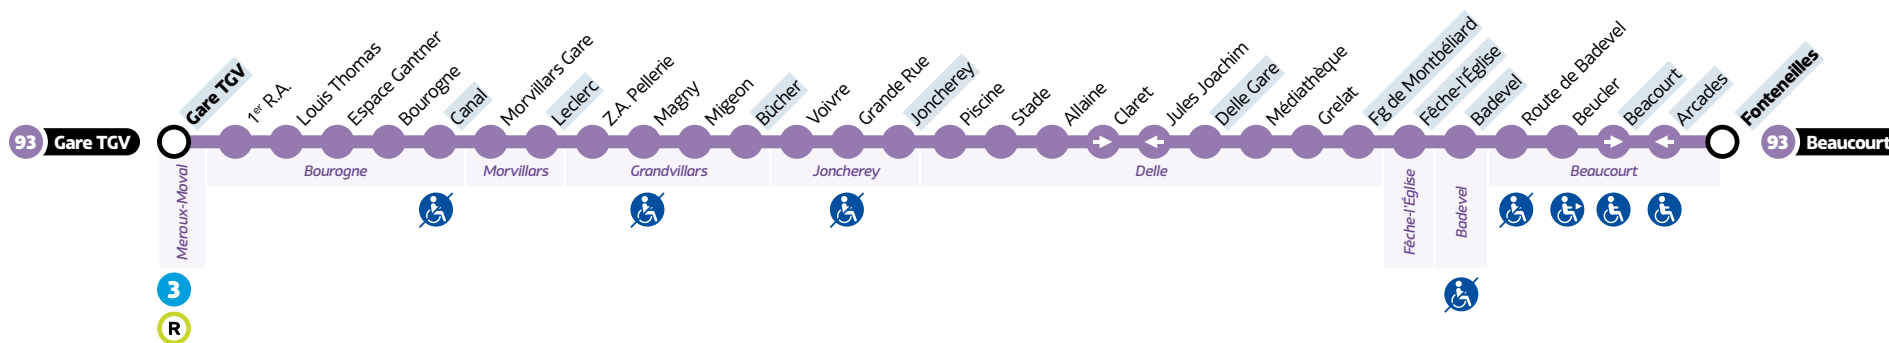 93 Gare TGV
Gare TGV
1er R.A.
Louis Thomas
Espace Gantner
Bourogne
Canal
Morvillars Gare
Leclerc
Z.A. Pellerie
Magny
Migeon
Bûcher
Voivre
Grande Rue
Joncherey
Piscine
Stade
Allaine
Claret
Jules Joachim
Delle Gare
Médiathèque
Grelat
Fg de Montbéliard
Fêche-l'Église
Badevel
Route de Badevel
Beucler
Beacourt
Arcades
Fonteneilles
93 Beaucourt
Meroux-Moval
Bourogne
Morvillars
Grandvillars
Joncherey
Delle
Fêche-l'Église
Badevel
Beaucourt
3
R